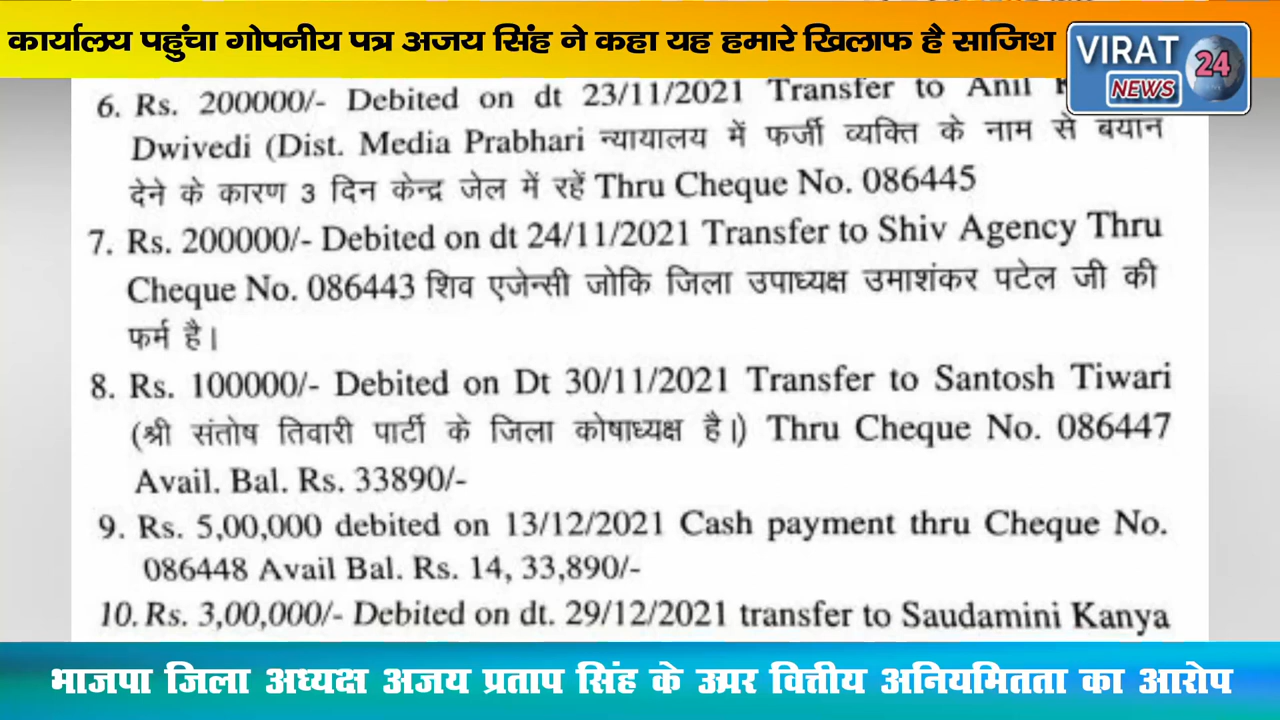 कार्यालय पहुंचा गोपनीय पत्र अजय सिंह ने कहा यह हमारे खिलाफ है साजिश
VIRAT 24
NEWS
6. Rs. 200000/- Debited on dt 23/11/2021 Transfer to Anil
Dwivedi (Dist. Media Prabhari न्यायालय में फर्जी व्यक्ति के नाम से बयान
देने के कारण 3 दिन केन्द्र जेल में रहें Thru Cheque No. 086445
7. Rs. 200000/- Debited on dt 24/11/2021 Transfer to Shiv Agency Thru
Cheque No. 086443 शिव एजेन्सी जोकि जिला उपाध्यक्ष उमाशंकर पटेल जी की
फर्म है।
8. Rs. 100000/- Debited on Dt 30/11/2021 Transfer to Santosh Tiwari
(श्री संतोष तिवारी पार्टी के जिला कोषाध्यक्ष है।) Thru Cheque No. 086447
Avail. Bal. Rs. 33890/-
9. Rs. 5,00,000 debited on 13/12/2021 Cash payment thru Cheque No.
086448 Avail Bal. Rs. 14, 33,890/-
10. Rs. 3,00,000/- Debited on dt. 29/12/2021 transfer to Saudamini Kanya
भाजपा जिला अध्यक्ष अजय प्रताप सिंह के उपर वित्तीय अनियमितता का आरोप